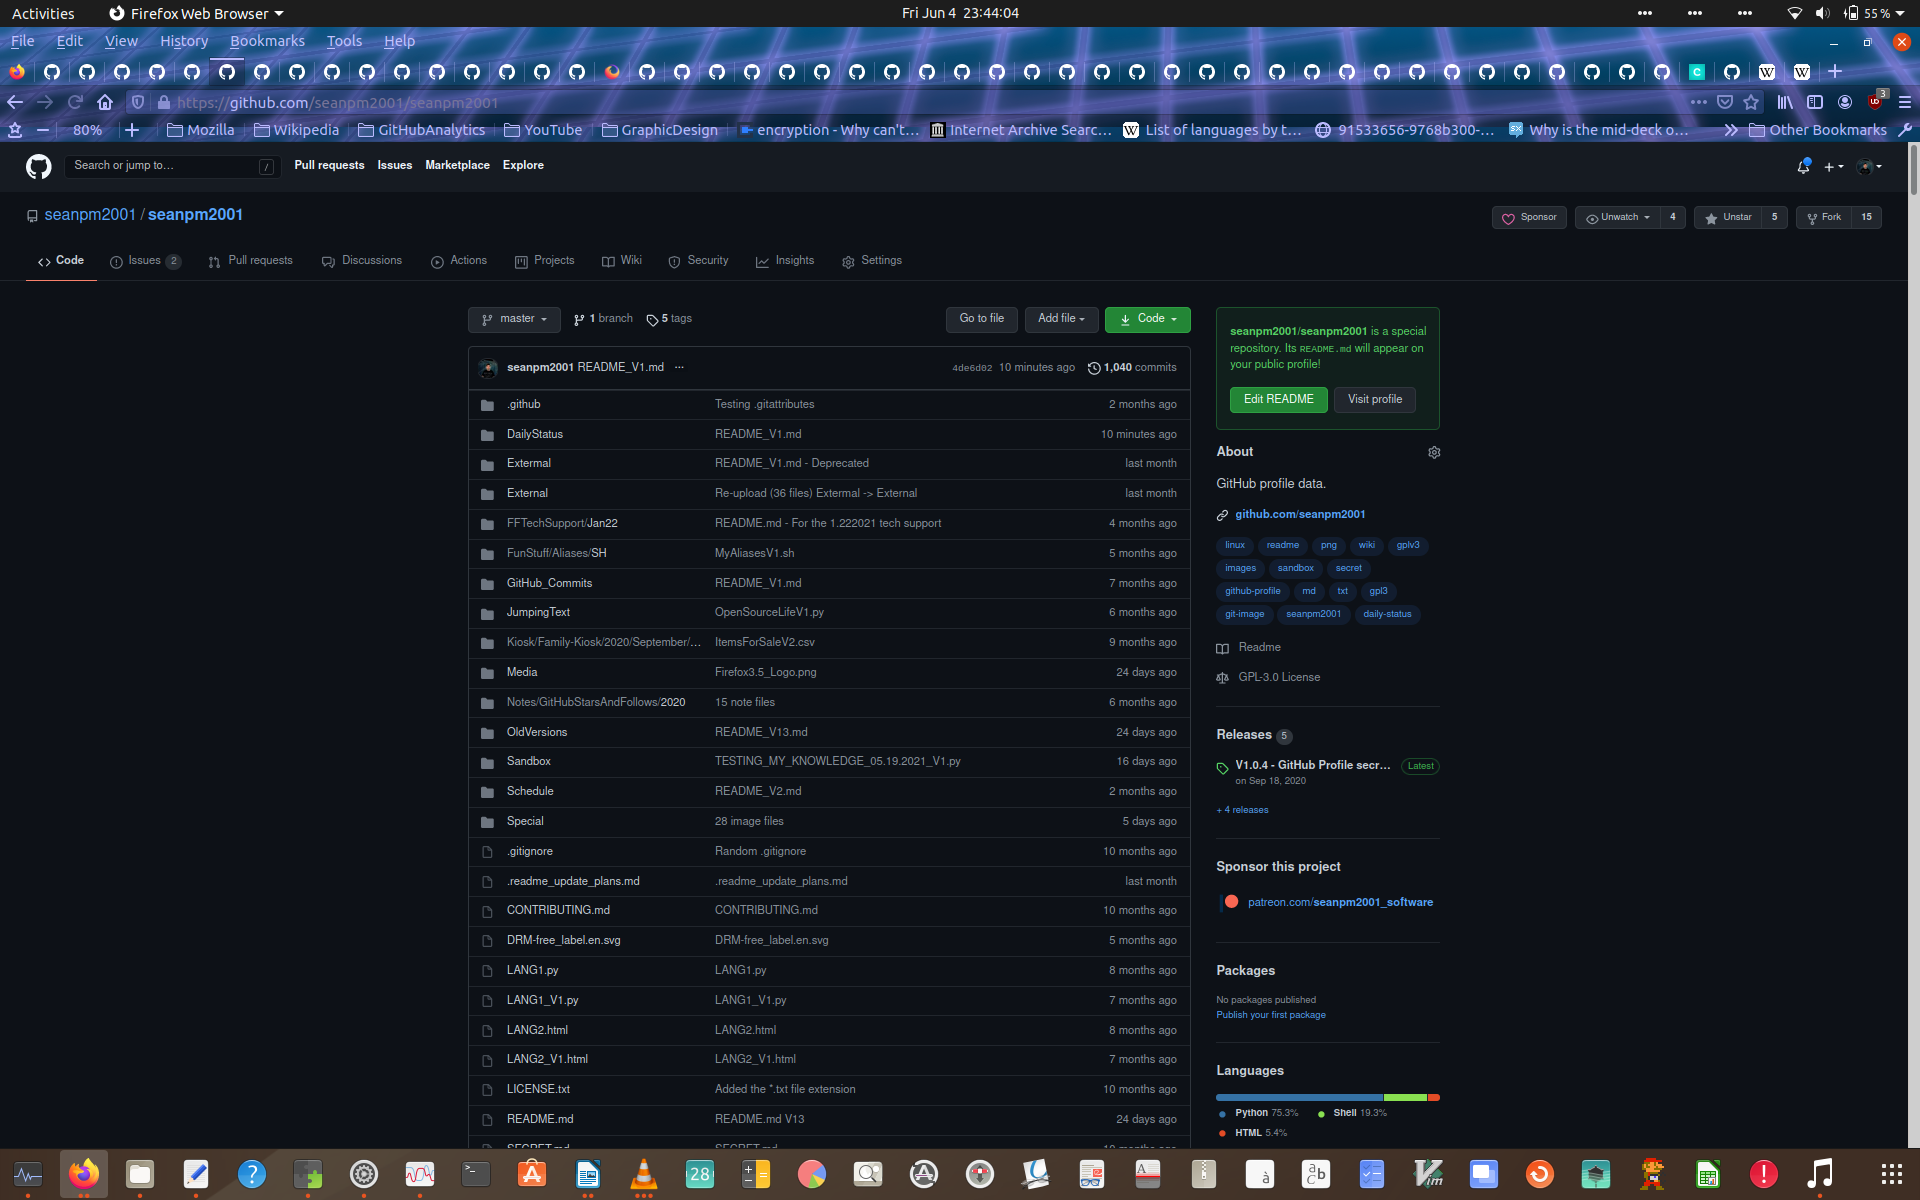 Activities Firefox Web Browser Fri Jun 4 23:44:04 55 %
File Edit View History Bookmarks Tools Help
https://github.com/seanpm2001/seanpm2001 3
80% Mozilla Wikipedia GitHubAnalytics YouTube GraphicDesign encryption - Why can't… Internet Archive Searc… List of languages by t… 91533656-9768b300-… Why is the mid-deck o… Other Bookmarks
Search or jump to… / Pull requests Issues Marketplace Explore
seanpm2001 / seanpm2001 Sponsor Unwatch 4 Unstar 5 Fork 15
Code Issues 2 Pull requests Discussions Actions Projects Wiki Security Insights Settings
master 1 branch 5 tags Go to file Add file Code
seanpm2001 README_V1.md ··· 4de6d02 10 minutes ago 1,040 commits
.github Testing .gitattributes 2 months ago
DailyStatus README_V1.md 10 minutes ago
Extermal README_V1.md - Deprecated last month
External Re-upload (36 files) Extermal -> External last month
FFTechSupport/Jan22 README.md - For the 1.222021 tech support 4 months ago
FunStuff/Aliases/SH MyAliasesV1.sh 5 months ago
GitHub_Commits README_V1.md 7 months ago
JumpingText OpenSourceLifeV1.py 6 months ago
Kiosk/Family-Kiosk/2020/September/… ItemsForSaleV2.csv 9 months ago
Media Firefox3.5_Logo.png 24 days ago
Notes/GitHubStarsAndFollows/2020 15 note files 6 months ago
OldVersions README_V13.md 24 days ago
Sandbox TESTING_MY_KNOWLEDGE_05.19.2021_V1.py 16 days ago
Schedule README_V2.md 2 months ago
Special 28 image files 5 days ago
.gitignore Random .gitignore 10 months ago
.readme_update_plans.md .readme_update_plans.md last month
CONTRIBUTING.md CONTRIBUTING.md 10 months ago
DRM-free_label.en.svg DRM-free_label.en.svg 5 months ago
LANG1.py LANG1.py 8 months ago
LANG1_V1.py LANG1_V1.py 7 months ago
LANG2.html LANG2.html 8 months ago
LANG2_V1.html LANG2_V1.html 7 months ago
LICENSE.txt Added the *.txt file extension 10 months ago
README.md README.md V13 24 days ago
SECRET.md SECRET.md 10 months ago
seanpm2001/seanpm2001 is a special
repository. Its README.md will appear on
your public profile!
Edit README Visit profile
About
GitHub profile data.
github.com/seanpm2001
linux readme png wiki gplv3
images sandbox secret
github-profile md txt gpl3
git-image seanpm2001 daily-status
Readme
GPL-3.0 License
Releases 5
V1.0.4 - GitHub Profile secr… Latest
on Sep 18, 2020
+ 4 releases
Sponsor this project
patreon.com/seanpm2001_software
Packages
No packages published
Publish your first package
Languages
Python 75.3% Shell 19.3%
HTML 5.4%
28